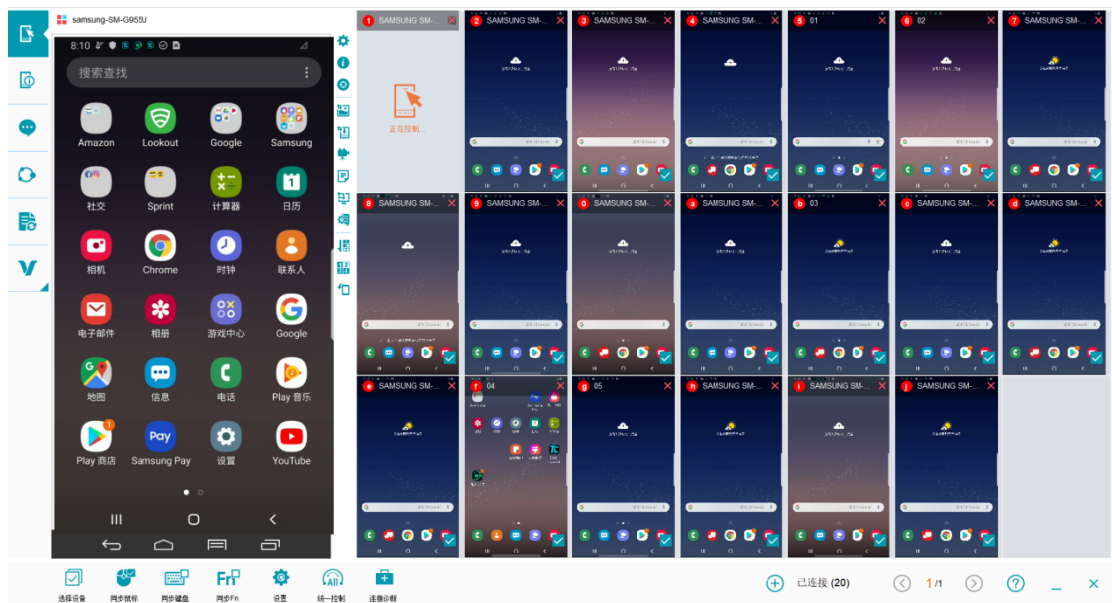 samsung-SM-G955U
8:10
搜索查找
Amazon Lookout Google Samsung
社交 Sprint 计算器 日历
1
相机 Chrome 时钟 联系人
电子邮件 相册 游戏中心 Google
地图 信息 电话 Play 音乐
1
Pay
Play 商店 Samsung Pay 设置 YouTube
1 SAMSUNG SM-...
2 SAMSUNG SM-...
3 SAMSUNG SM-...
4 SAMSUNG SM-...
5 01
6 02
7 SAMSUNG SM-...
正在控制...
8 SAMSUNG SM-...
9 SAMSUNG SM-...
0 SAMSUNG SM-...
a SAMSUNG SM-...
b 03
c SAMSUNG SM-...
d SAMSUNG SM-...
e SAMSUNG SM-...
f 04
g 05
h SAMSUNG SM-...
i SAMSUNG SM-...
j SAMSUNG SM-...
Fn
All
选择设备 同步鼠标 同步键盘 同步Fn 设置 统一控制 连接诊断
已连接 (20)
1 /1